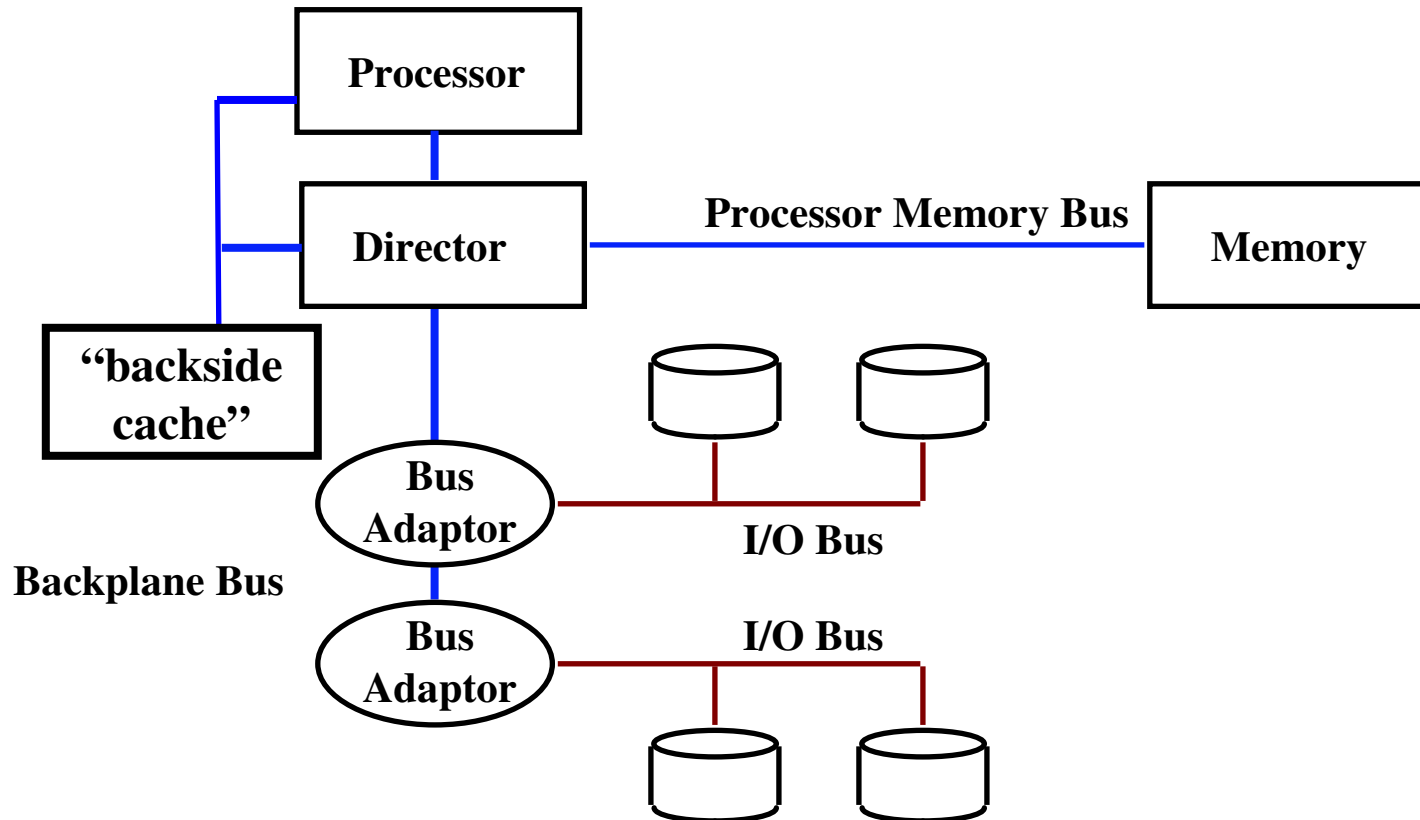 Processor
Processor Memory Bus
Director
Memory
“backside
cache”
Bus
Adaptor
I/O Bus
Backplane Bus
Bus
Adaptor
I/O Bus